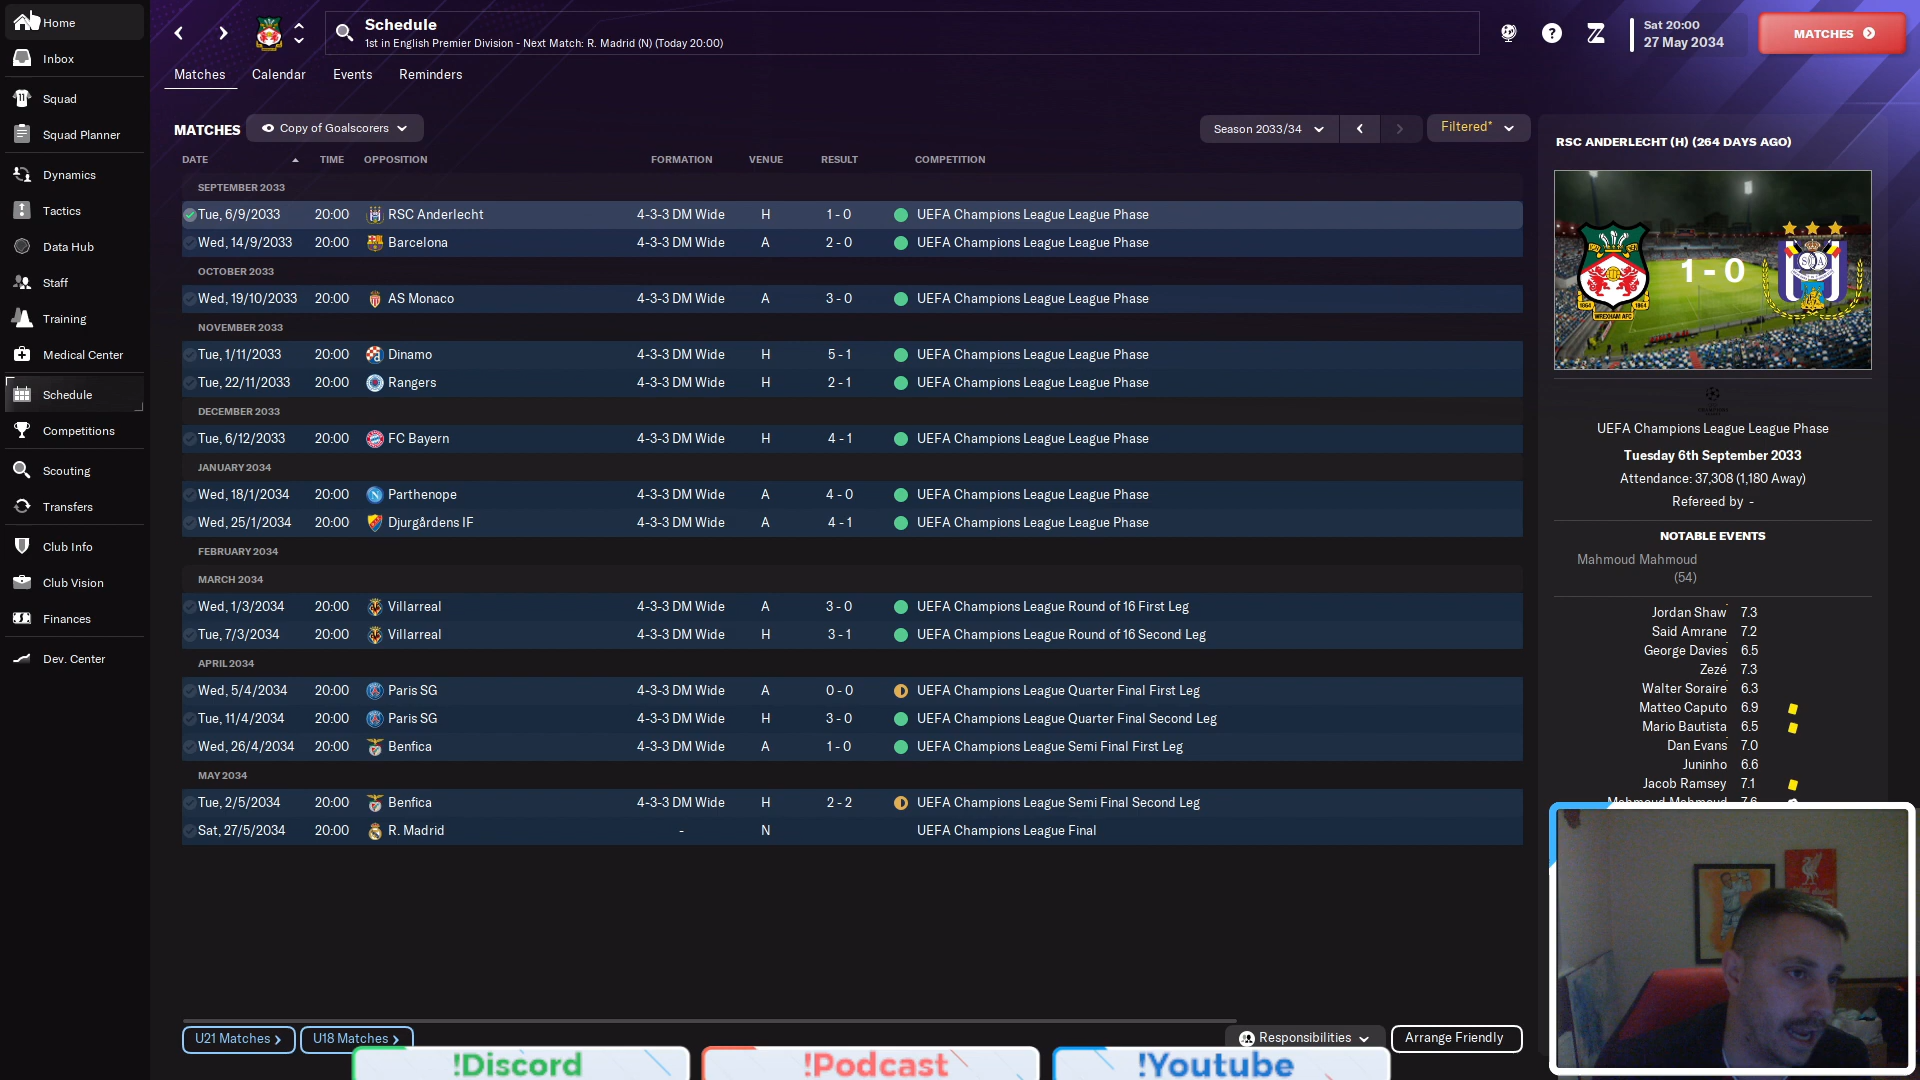 Home
Inbox
Squad
Squad Planner
Dynamics
Tactics
Data Hub
Staff
Training
Medical Center
Schedule
Competitions
Scouting
Transfers
Club Info
Club Vision
Finances
Dev. Center
Schedule
1st in English Premier Division - Next Match: R. Madrid (N) (Today 20:00)
Sat 20:00
27 May 2034
MATCHES
Matches Calendar Events Reminders
MATCHES Copy of Goalscorers Season 2033/34 Filtered*
DATE TIME OPPOSITION FORMATION VENUE RESULT COMPETITION
SEPTEMBER 2033
Tue, 6/9/2033 20:00 RSC Anderlecht 4-3-3 DM Wide H 1 - 0 UEFA Champions League League Phase
Wed, 14/9/2033 20:00 Barcelona 4-3-3 DM Wide A 2 - 0 UEFA Champions League League Phase
OCTOBER 2033
Wed, 19/10/2033 20:00 AS Monaco 4-3-3 DM Wide A 3 - 0 UEFA Champions League League Phase
NOVEMBER 2033
Tue, 1/11/2033 20:00 Dinamo 4-3-3 DM Wide H 5 - 1 UEFA Champions League League Phase
Tue, 22/11/2033 20:00 Rangers 4-3-3 DM Wide H 2 - 1 UEFA Champions League League Phase
DECEMBER 2033
Tue, 6/12/2033 20:00 FC Bayern 4-3-3 DM Wide H 4 - 1 UEFA Champions League League Phase
JANUARY 2034
Wed, 18/1/2034 20:00 Parthenope 4-3-3 DM Wide A 4 - 0 UEFA Champions League League Phase
Wed, 25/1/2034 20:00 Djurgårdens IF 4-3-3 DM Wide A 4 - 1 UEFA Champions League League Phase
FEBRUARY 2034
MARCH 2034
Wed, 1/3/2034 20:00 Villarreal 4-3-3 DM Wide A 3 - 0 UEFA Champions League Round of 16 First Leg
Tue, 7/3/2034 20:00 Villarreal 4-3-3 DM Wide H 3 - 1 UEFA Champions League Round of 16 Second Leg
APRIL 2034
Wed, 5/4/2034 20:00 Paris SG 4-3-3 DM Wide A 0 - 0 UEFA Champions League Quarter Final First Leg
Tue, 11/4/2034 20:00 Paris SG 4-3-3 DM Wide H 3 - 0 UEFA Champions League Quarter Final Second Leg
Wed, 26/4/2034 20:00 Benfica 4-3-3 DM Wide A 1 - 0 UEFA Champions League Semi Final First Leg
MAY 2034
Tue, 2/5/2034 20:00 Benfica 4-3-3 DM Wide H 2 - 2 UEFA Champions League Semi Final Second Leg
Sat, 27/5/2034 20:00 R. Madrid - N UEFA Champions League Final
RSC ANDERLECHT (H) (264 DAYS AGO)
1 - 0
1864 1864
WREXHAM AFC
UEFA Champions League League Phase
Tuesday 6th September 2033
Attendance: 37,308 (1,180 Away)
Refereed by -
NOTABLE EVENTS
Mahmoud Mahmoud
(54)
Jordan Shaw 7.3
Said Amrane 7.2
George Davies 6.5
Zezé 7.3
Walter Soraire 6.3
Matteo Caputo 6.9
Mario Bautista 6.5
Dan Evans 7.0
Juninho 6.6
Jacob Ramsey 7.1
Mahmoud Mahmoud 7.6
U21 Matches U18 Matches Responsibilities Arrange Friendly
!Discord !Podcast !Youtube